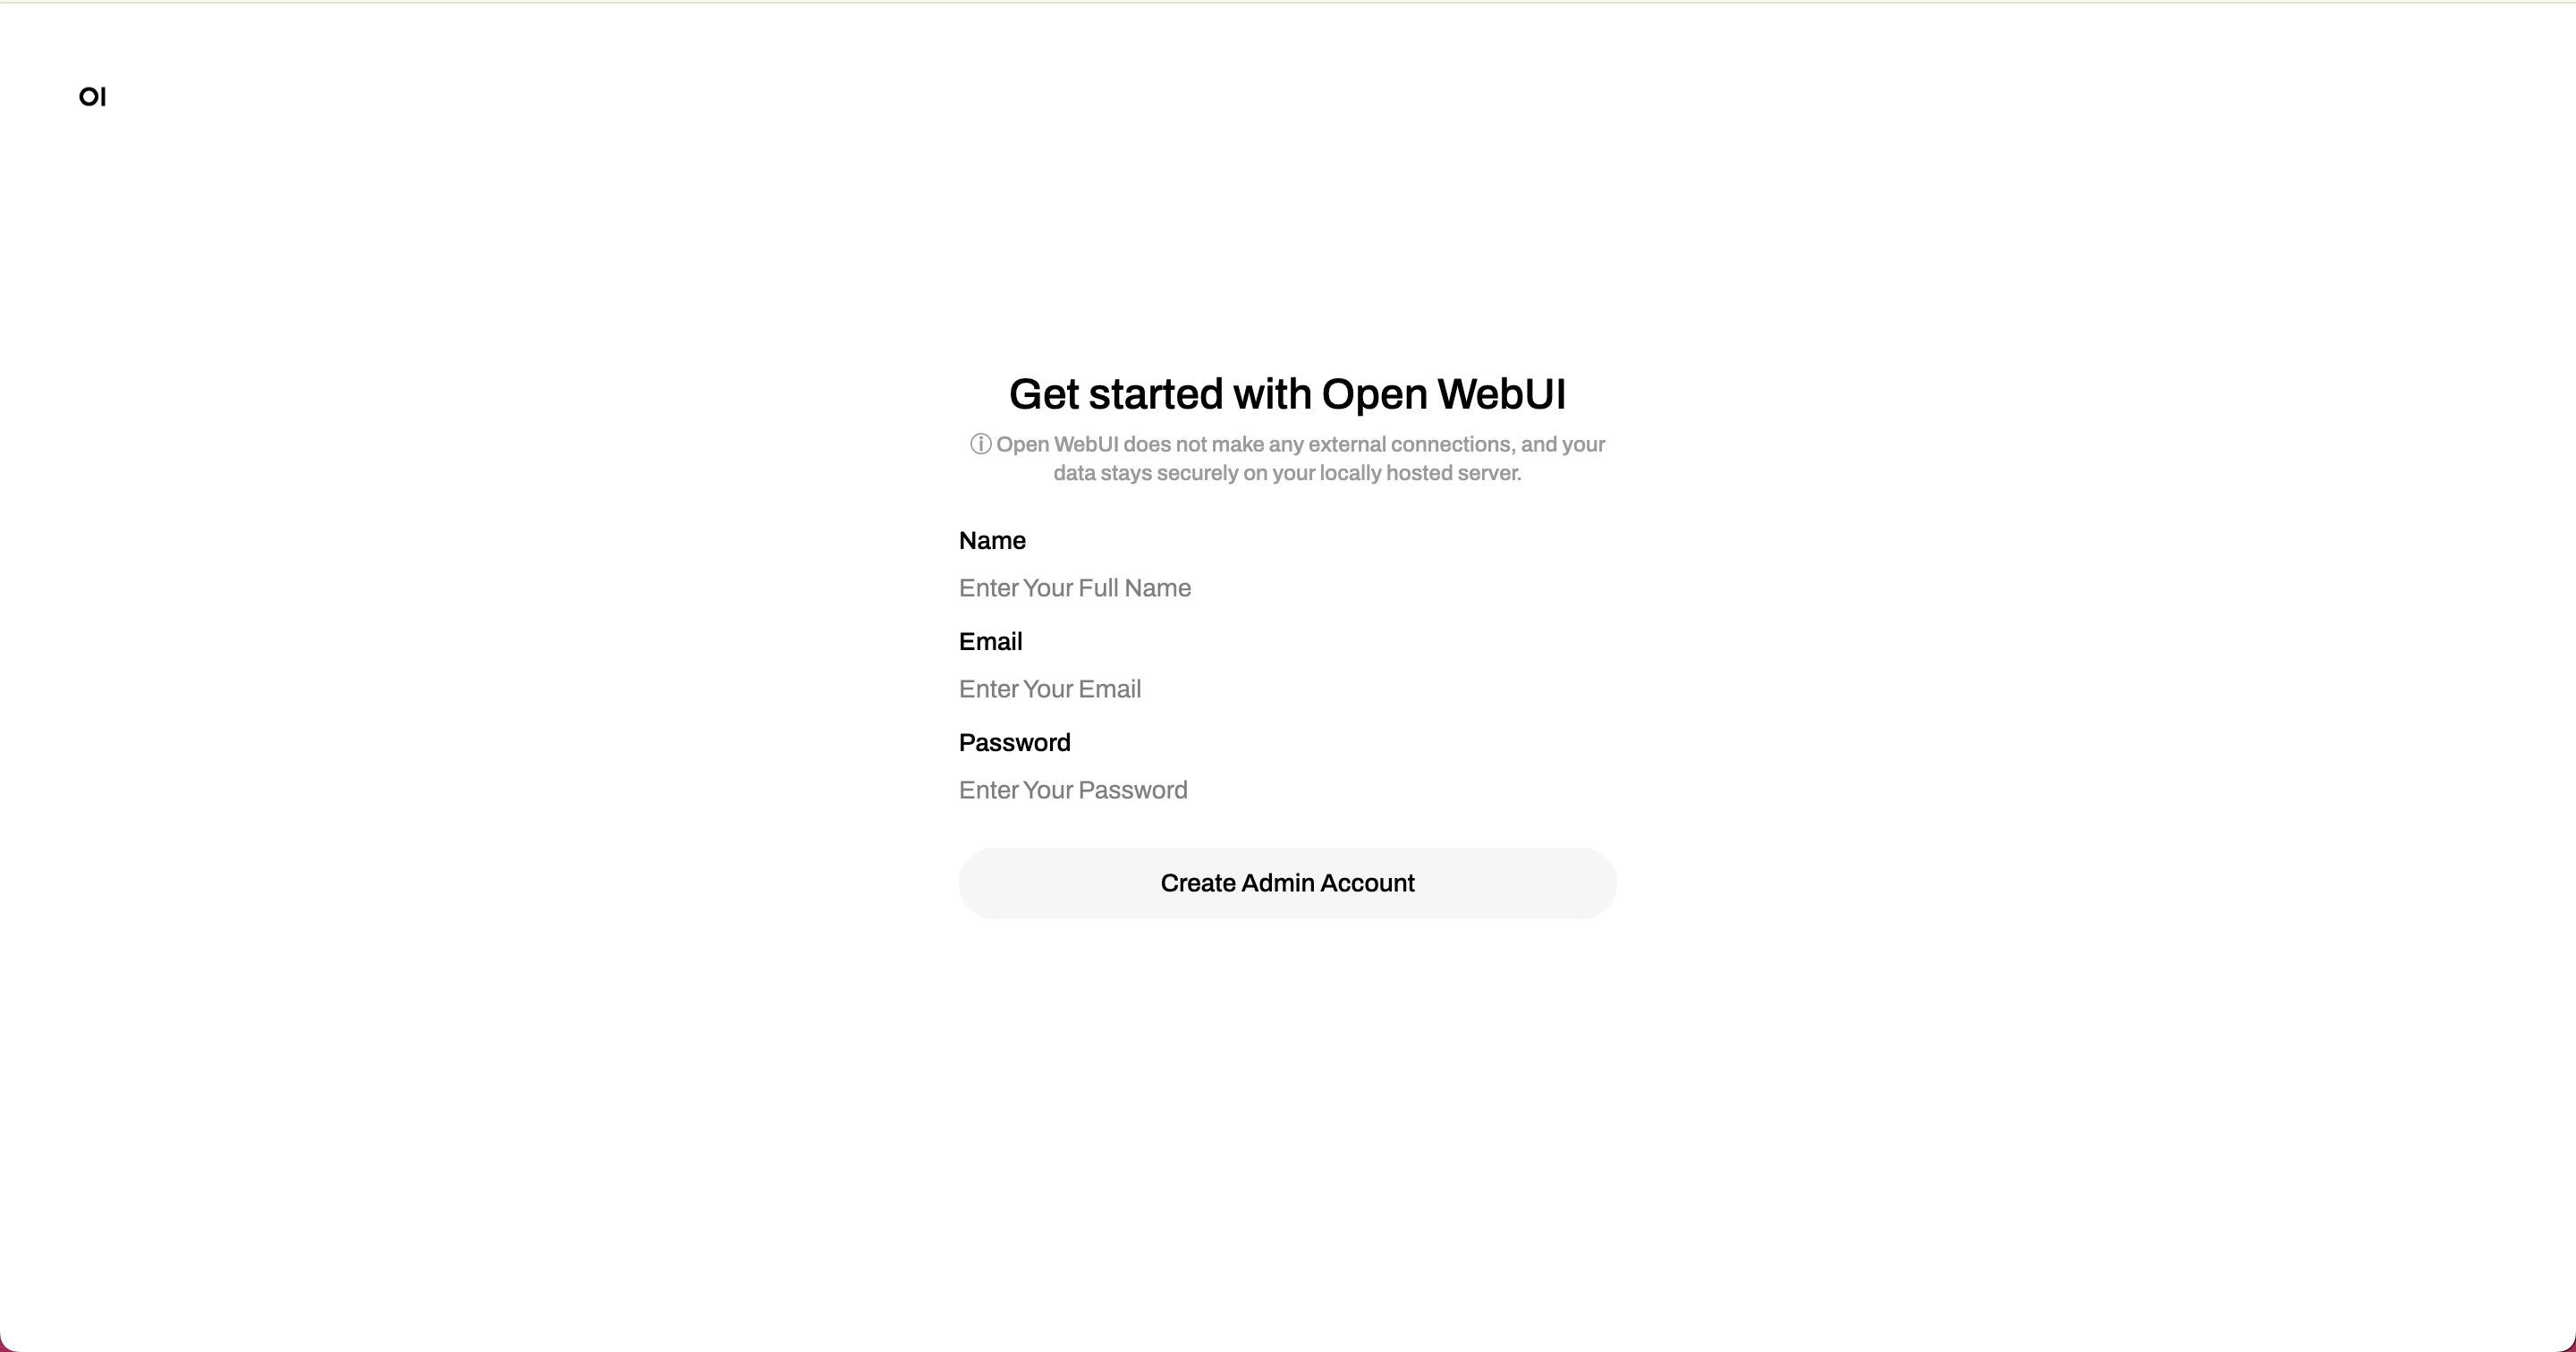 OI
Get started with Open WebUI
ⓘ Open WebUI does not make any external connections, and your
data stays securely on your locally hosted server.
Name
Enter Your Full Name
Email
Enter Your Email
Password
Enter Your Password
Create Admin Account